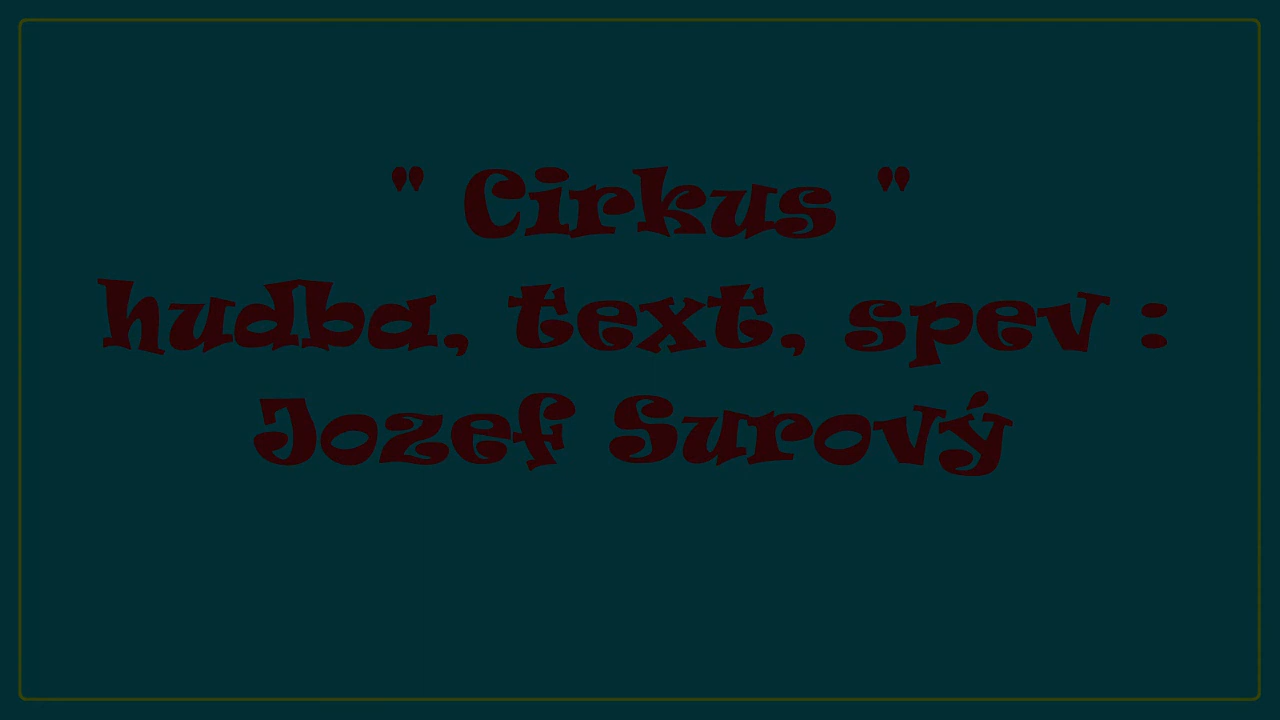 " Cirkus "
hudba, text, spev :
Jozef Surový